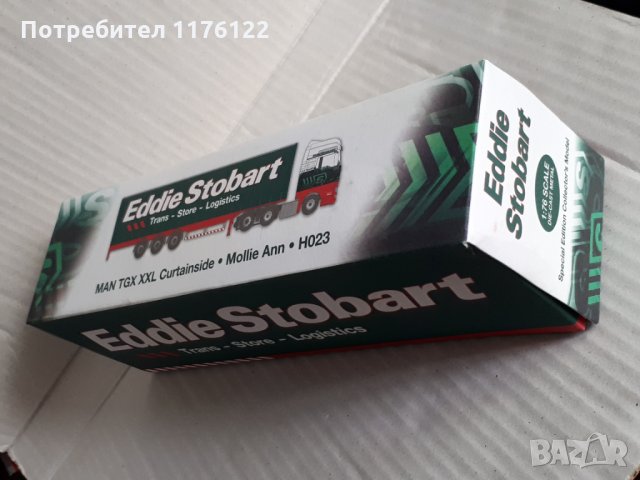 Потребител 1176122
Eddie Stobart
Trans - Store - Logistics
MAN TGX XXL Curtainside • Mollie Ann • H023
Eddie Stobart
Trans - Store - Logistics
Eddie
Stobart
1:76 SCALE
DIE-CAST METAL
Special Edition Collector's Model
BAZAR